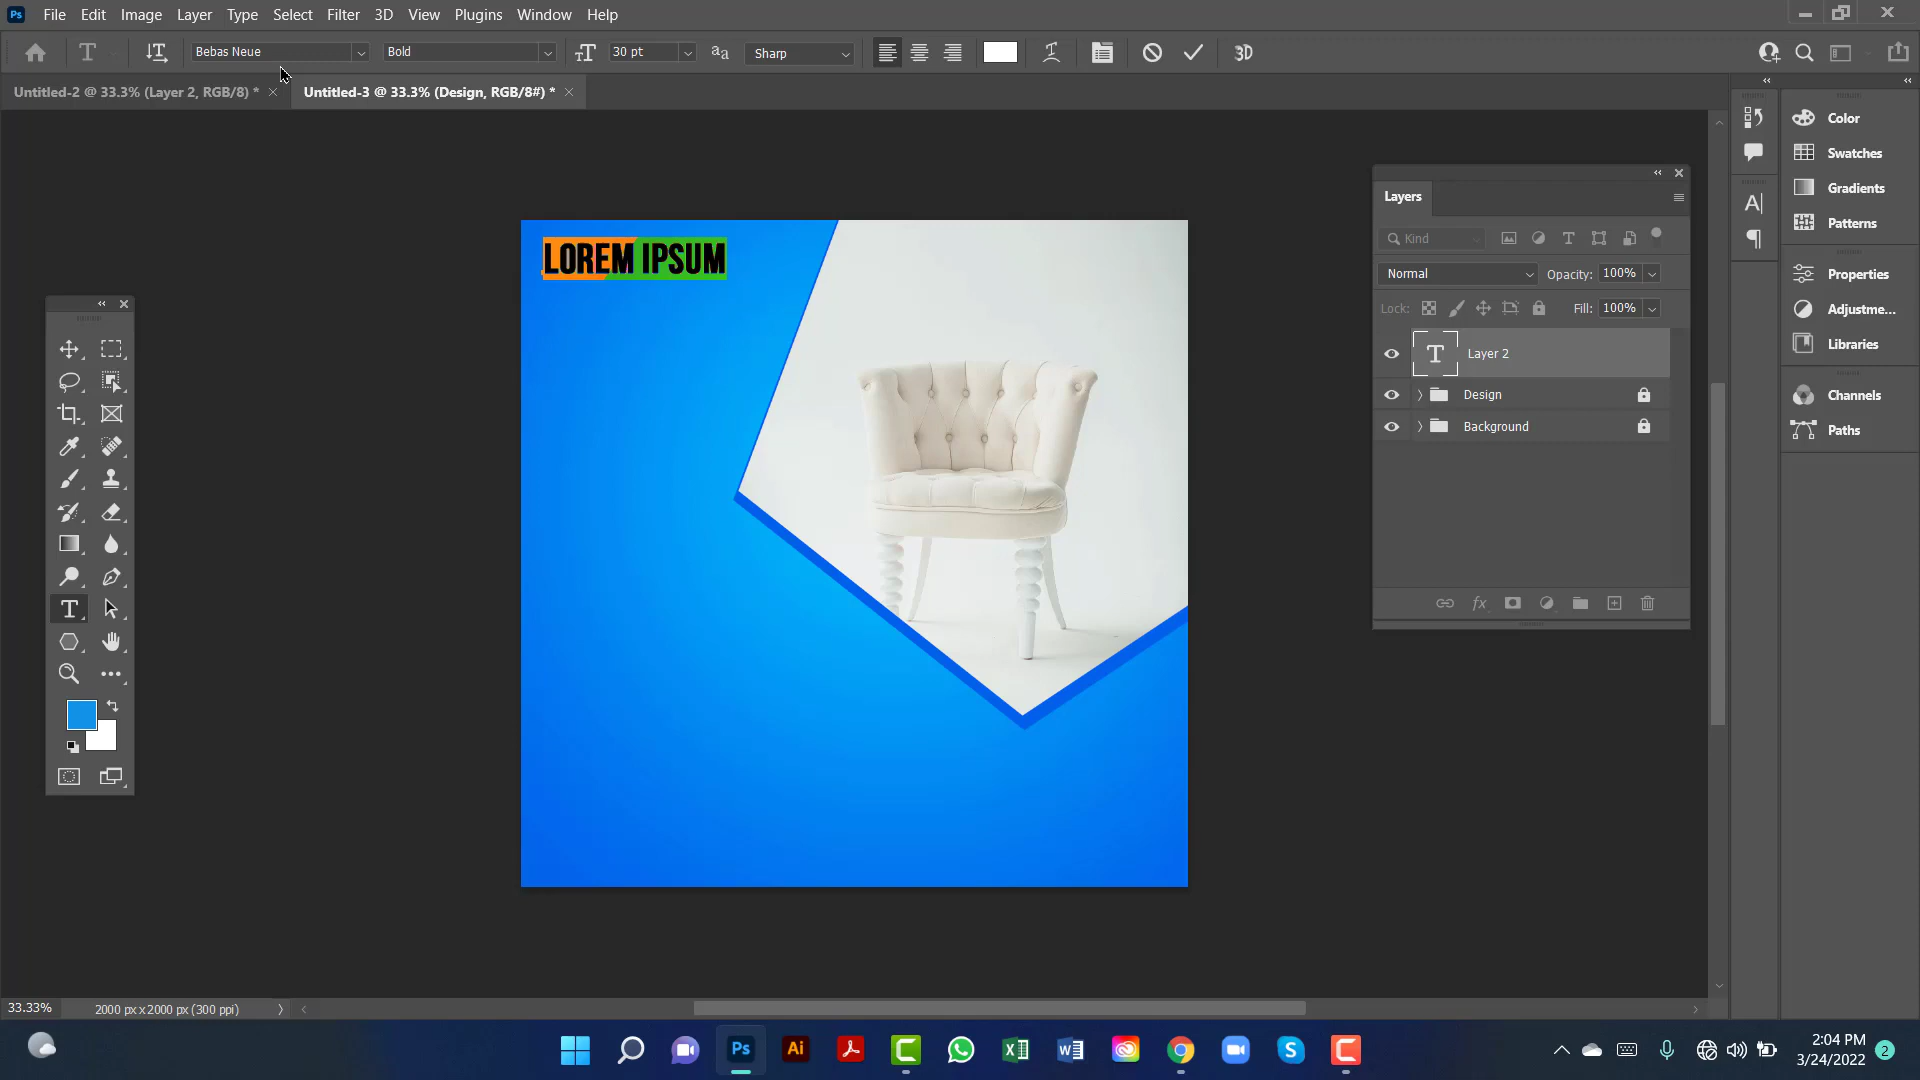 Ps File Edit Image Layer Type Select Filter 3D View Plugins Window Help
Bebas Neue Bold 30 pt Sharp 3D
Untitled-2 @ 33.3% (Layer 2, RGB/8) *
Untitled-3 @ 33.3% (Design, RGB/8#) *
LOREM IPSUM
Layers
Kind
Normal Opacity: 100%
Lock: Fill: 100%
Layer 2
Design
Background
fx
Color
Swatches
Gradients
Patterns
Properties
Adjustme...
Libraries
Channels
Paths
33.33% 2000 px x 2000 px (300 ppi)
Ps Ai
2:04 PM
3/24/2022
2